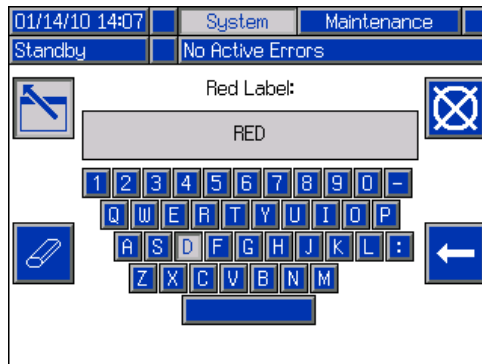 01/14/10 14:07 System Maintenance
Standby No Active Errors
Red Label:
RED
1 2 3 4 5 6 7 8 9 0 -
Q W E R T Y U I O P
A S D F G H J K L :
Z X C V B N M